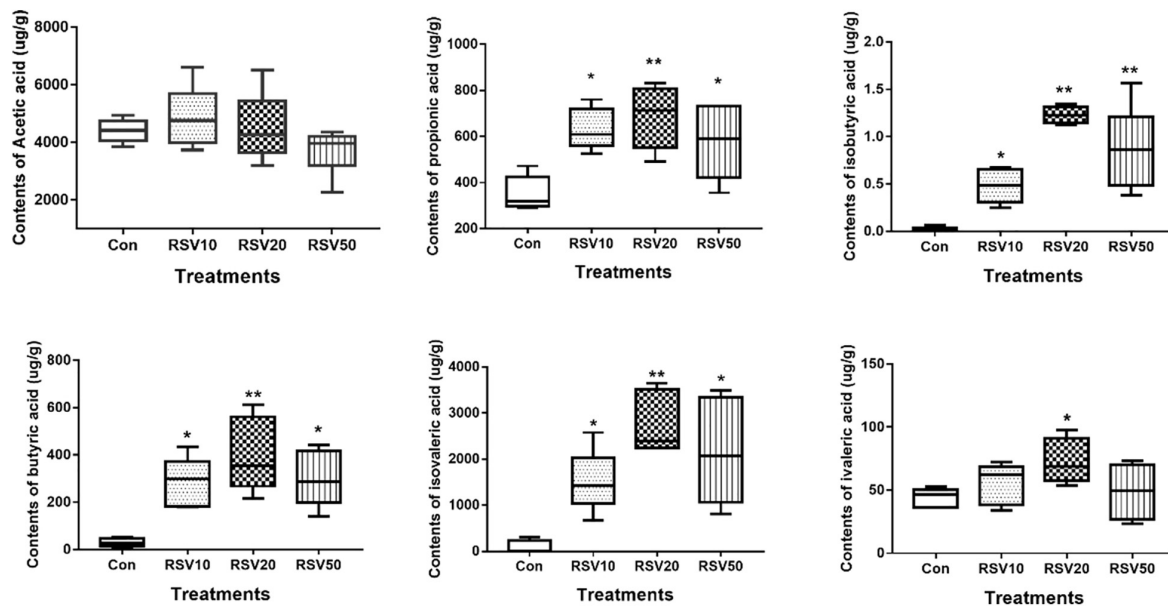 Contents of Acetic acid (ug/g)
8000
6000
4000
2000
Con RSV10 RSV20 RSV50
Treatments
Contents of propionic acid (ug/g)
1000
800
600
400
200
* ** *
Con RSV10 RSV20 RSV50
Treatments
Contents of isobutyric acid (ug/g)
2.0
1.5
1.0
0.5
0.0
* ** **
Con RSV10 RSV20 RSV50
Treatments
Contents of butyric acid (ug/g)
800
600
400
200
0
* ** *
Con RSV10 RSV20 RSV50
Treatments
Contents of isovaleric acid (ug/g)
4000
3000
2000
1000
0
* ** *
Con RSV10 RSV20 RSV50
Treatments
Contents of ivaleric acid (ug/g)
150
100
50
0
*
Con RSV10 RSV20 RSV50
Treatments